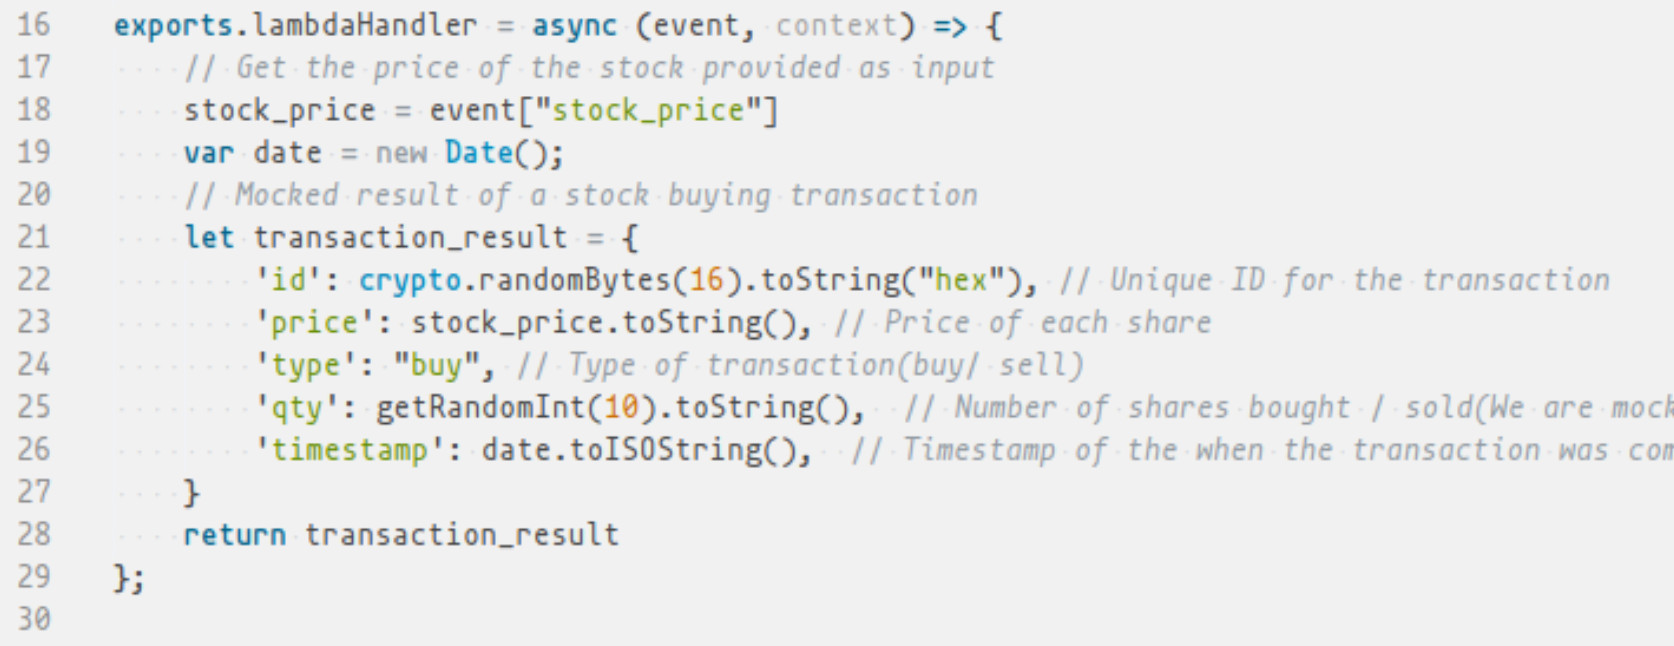 16 exports.lambdaHandler = async (event, context) => {
17 // Get the price of the stock provided as input
18 stock_price = event["stock_price"]
19 var date = new Date();
20 // Mocked result of a stock buying transaction
21 let transaction_result = {
22 'id': crypto.randomBytes(16).toString("hex"), // Unique ID for the transaction
23 'price': stock_price.toString(), // Price of each share
24 'type': "buy", // Type of transaction(buy/ sell)
25 'qty': getRandomInt(10).toString(),  // Number of shares bought / sold(We are mock
26 'timestamp': date.toISOString(),  // Timestamp of the when the transaction was com
27 }
28 return transaction_result
29 };
30